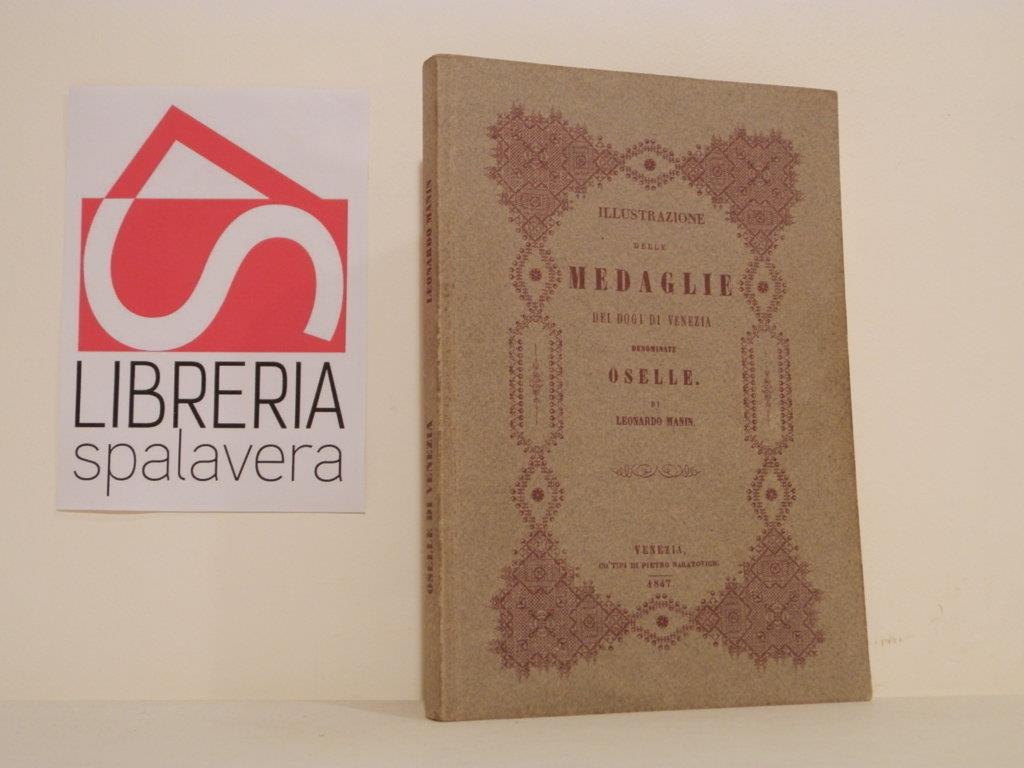 LIBRERIA
spalavera
LEONARDO MANIN
OSELLE DI VENEZIA
ILLUSTRAZIONE
DELLE
MEDAGLIE
DEI DOGI DI VENEZIA
DENOMINATE
OSELLE.
DI
LEONARDO MANIN.
VENEZIA,
CO' TIPI DI PIETRO NARATOVICH.
1847